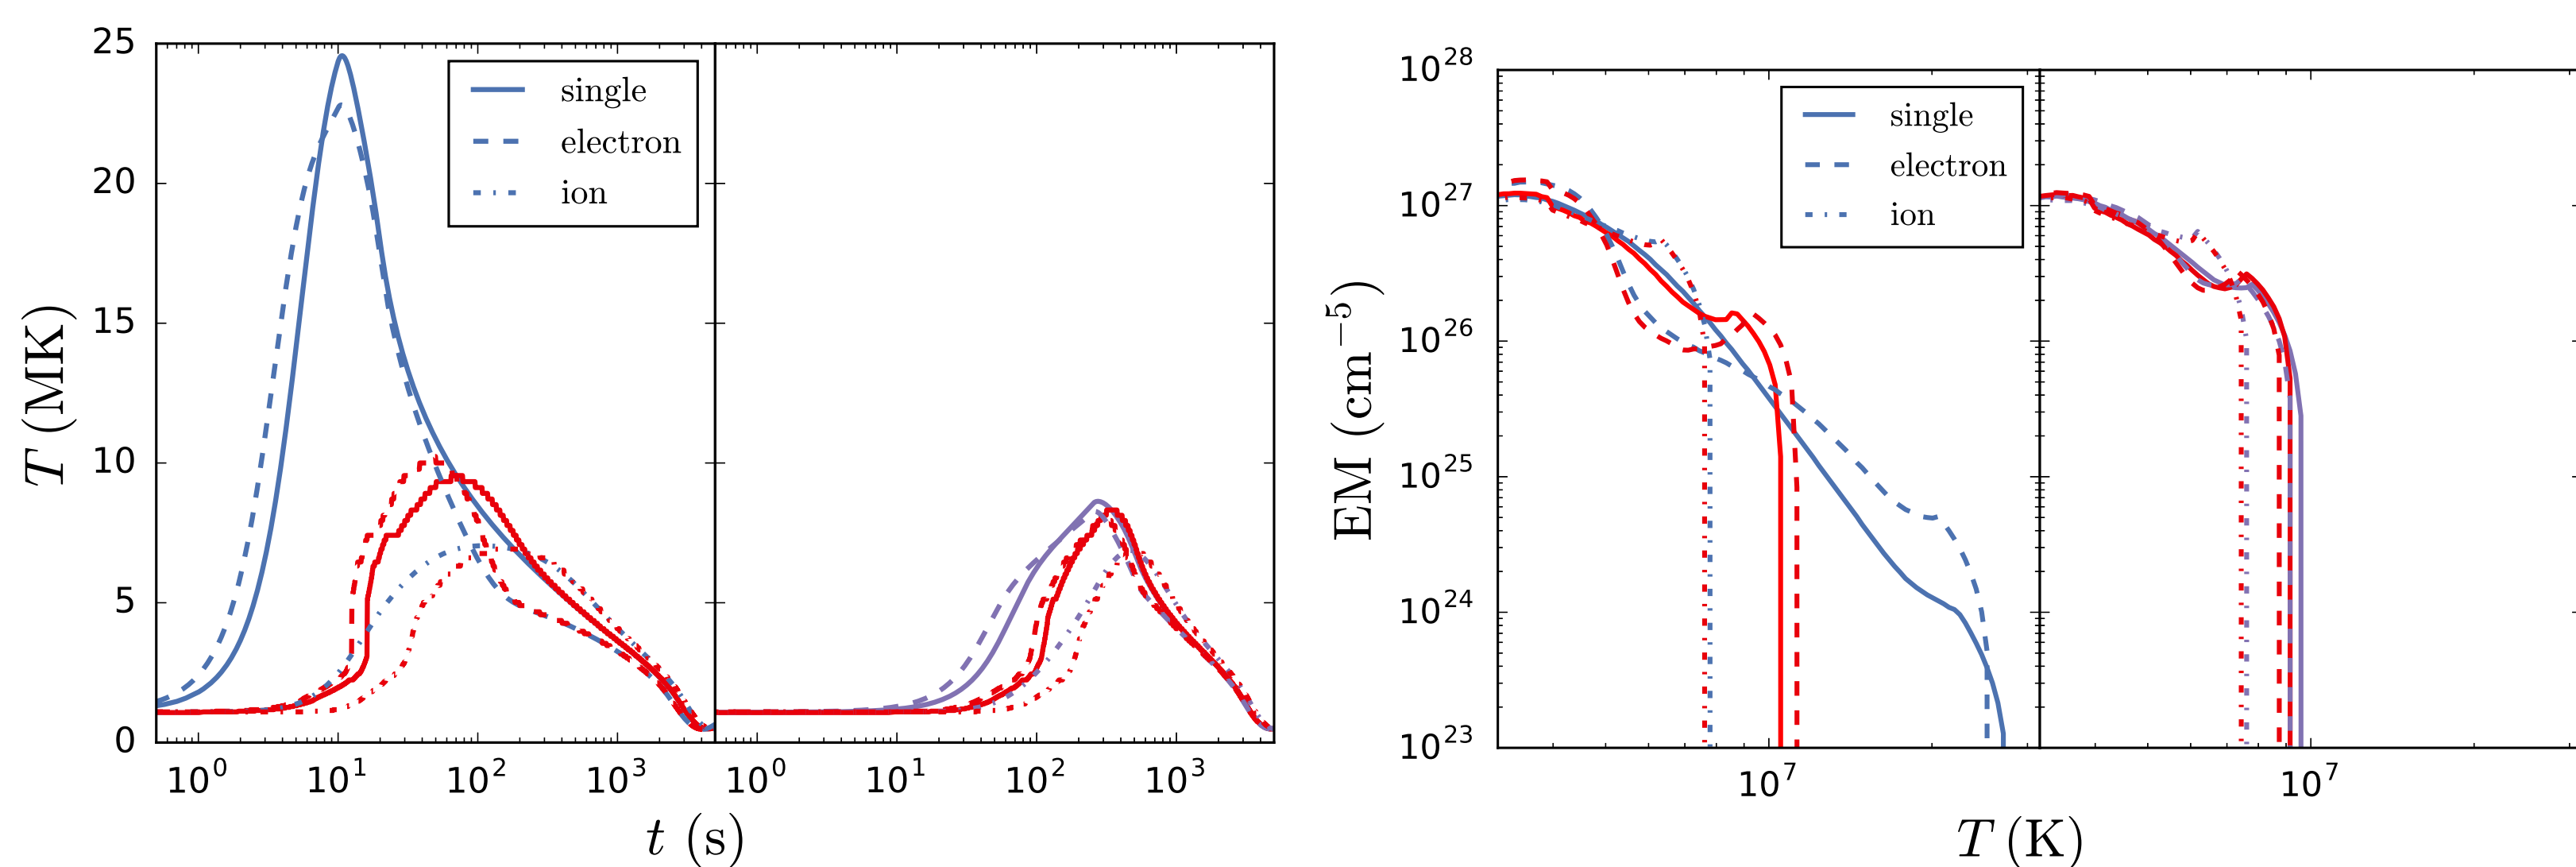 25
20
15
10
5
0
T (MK)
single
electron
ion
10^0 10^1 10^2 10^3 10^0 10^1 10^2 10^3
t (s)
10^28
10^27
10^26
10^25
10^24
10^23
EM (cm^−5)
single
electron
ion
10^7 10^7
T (K)